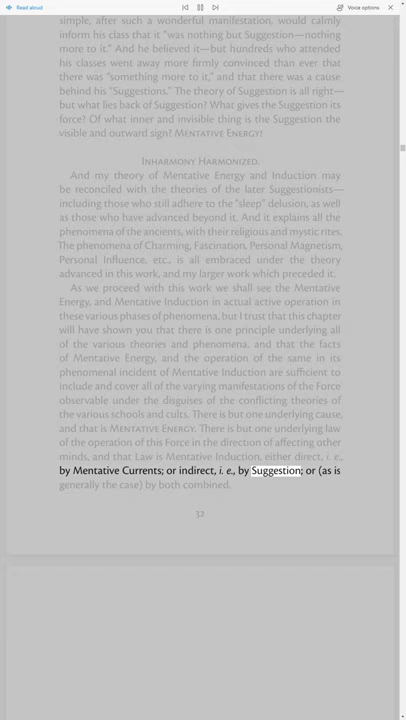 Read aloud
Voice options
simple, after such a wonderful manifestation, would calmly
inform his class that it "was nothing but Suggestion—nothing
more to it." And he believed it—but hundreds who attended
his classes went away more firmly convinced than ever that
there was "something more to it," and that there was a cause
behind his "Suggestions." The theory of Suggestion is all right—
but what lies back of Suggestion? What gives the Suggestion its
force? Of what inner and invisible thing is the Suggestion the
visible and outward sign? MENTATIVE ENERGY!
INHARMONY HARMONIZED.
And my theory of Mentative Energy and Induction may
be reconciled with the theories of the later Suggestionists—
including those who still adhere to the "sleep" delusion, as well
as those who have advanced beyond it. And it explains all the
phenomena of the ancients, with their religious and mystic rites.
The phenomena of Charming, Fascination, Personal Magnetism,
Personal Influence, etc., is all embraced under the theory
advanced in this work, and my larger work which preceded it.
As we proceed with this work we shall see the Mentative
Energy, and Mentative Induction in actual active operation in
these various phases of phenomena, but I trust that this chapter
will have shown you that there is one principle underlying all
of the various theories and phenomena, and that the facts
of Mentative Energy, and the operation of the same in its
phenomenal incident of Mentative Induction are sufficient to
include and cover all of the varying manifestations of the Force
observable under the disguises of the conflicting theories of
the various schools and cults. There is but one underlying cause,
and that is MENTATIVE ENERGY. There is but one underlying law
of the operation of this Force in the direction of affecting other
minds, and that Law is Mentative Induction, either direct, i. e.,
by Mentative Currents; or indirect, i. e., by Suggestion; or (as is
generally the case) by both combined.
32